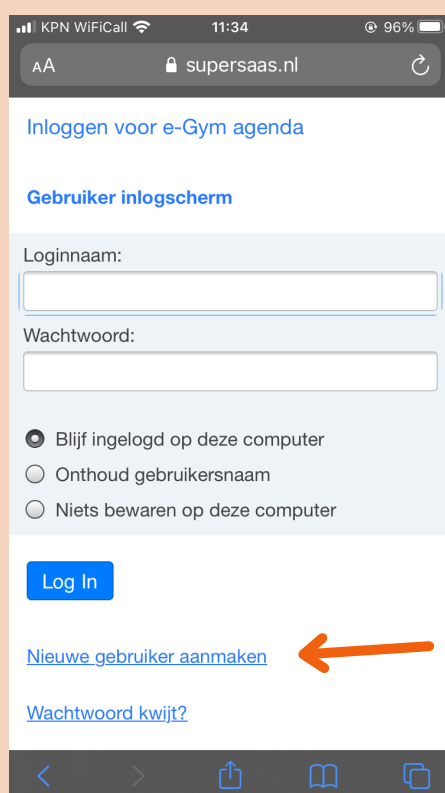 KPN WiFiCall 11:34 96%
AA supersaas.nl
Inloggen voor e-Gym agenda
Gebruiker inlogscherm
Loginnaam:
Wachtwoord:
Blijf ingelogd op deze computer
Onthoud gebruikersnaam
Niets bewaren op deze computer
Log In
Nieuwe gebruiker aanmaken
Wachtwoord kwijt?